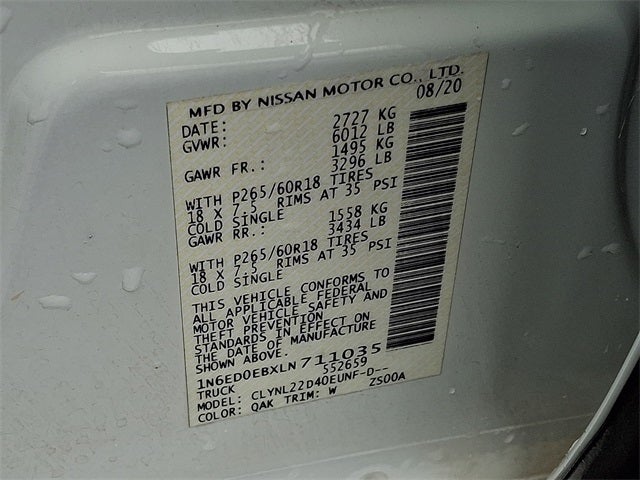 MFD BY NISSAN MOTOR CO., LTD.
DATE: 08/20
GVWR: 2727 KG
6012 LB
GAWR FR.: 1495 KG
3296 LB
WITH P265/60R18 TIRES
18 X 7.5 RIMS AT 35 PSI
COLD SINGLE
GAWR RR.: 1558 KG
3434 LB
WITH P265/60R18 TIRES
18 X 7.5 RIMS AT 35 PSI
COLD SINGLE
THIS VEHICLE CONFORMS TO
ALL APPLICABLE FEDERAL
MOTOR VEHICLE SAFETY AND
THEFT PREVENTION
STANDARDS IN EFFECT ON
THE DATE OF MANUFACTURE
SHOWN ABOVE.
1N6ED0EBXLN711035
TRUCK 552659
MODEL: CLYNL22D40EUNF-D--
COLOR: QAK TRIM: W ZS00A